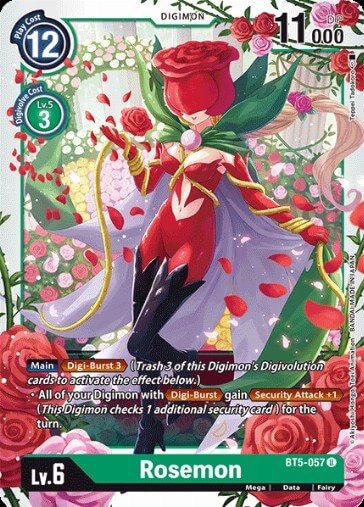 DIGIMON
Play Cost
12
11000
DP
Digivolve Cost
Lv.5
3
Main Digi-Burst 3 (Trash 3 of this Digimon's Digivolution
cards to activate the effect below.)
・All of your Digimon with Digi-Burst gain Security Attack +1
(This Digimon checks 1 additional security card) for the
turn.
BT5-057 U
Lv.6
Rosemon
Mega Data Fairy